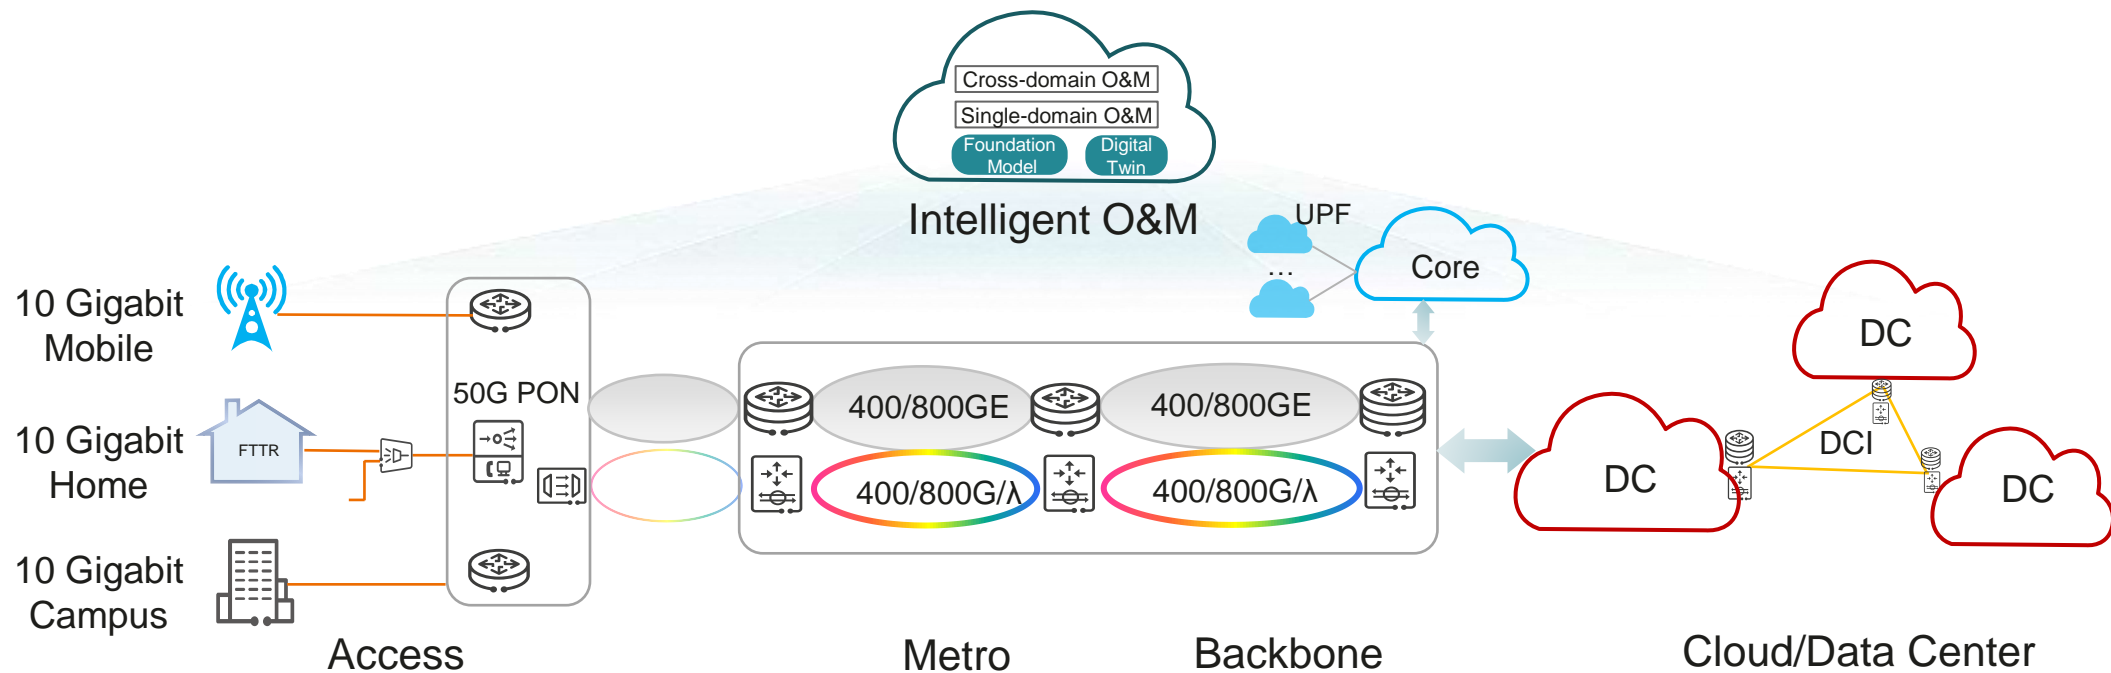 Cross-domain O&M
Single-domain O&M
Foundation
Model
Digital
Twin
Intelligent O&M
UPF
...
Core
10 Gigabit
Mobile
50G PON
10 Gigabit
Home
FTTR
10 Gigabit
Campus
400/800GE
400/800GE
400/800G/λ
400/800G/λ
DC
DC
DCI
DC
Access
Metro
Backbone
Cloud/Data Center